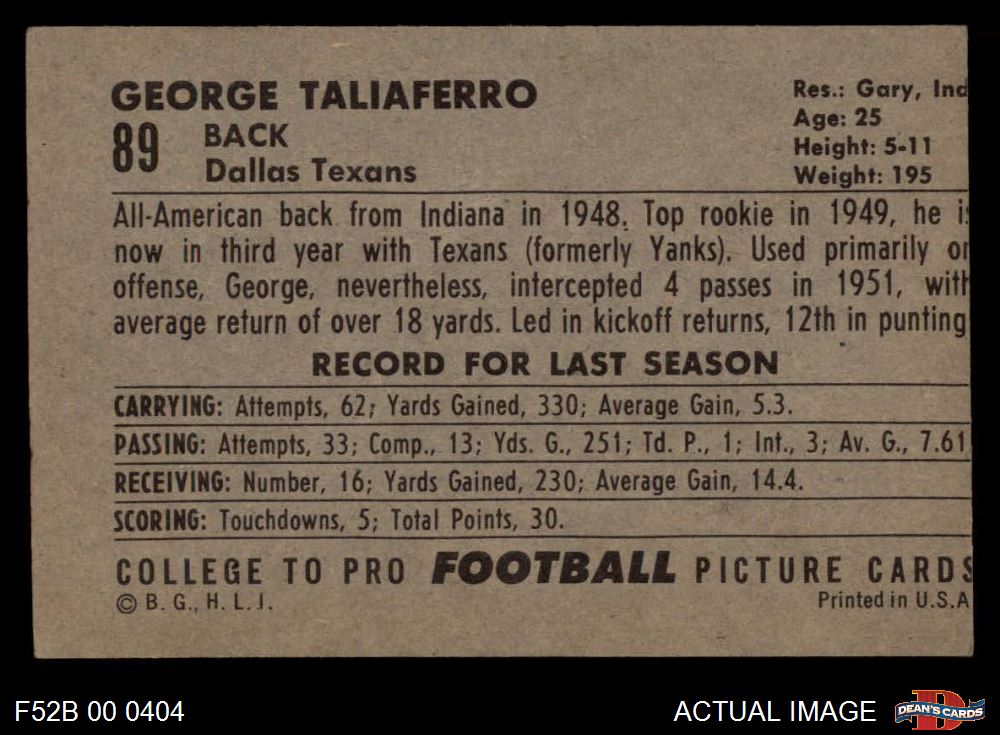 GEORGE TALIAFERRO
89 BACK
Dallas Texans
Res.: Gary, Ind
Age: 25
Height: 5-11
Weight: 195
All-American back from Indiana in 1948. Top rookie in 1949, he is
now in third year with Texans (formerly Yanks). Used primarily on
offense, George, nevertheless, intercepted 4 passes in 1951, with
average return of over 18 yards. Led in kickoff returns, 12th in punting
RECORD FOR LAST SEASON
CARRYING: Attempts, 62; Yards Gained, 330; Average Gain, 5.3.
PASSING: Attempts, 33; Comp., 13; Yds. G., 251; Td. P., 1; Int., 3; Av. G., 7.61
RECEIVING: Number, 16; Yards Gained, 230; Average Gain, 14.4.
SCORING: Touchdowns, 5; Total Points, 30.
COLLEGE TO PRO FOOTBALL PICTURE CARDS
© B. G., H. L. I.
Printed in U.S.A
F52B 00 0404
ACTUAL IMAGE
D
DEAN'S CARDS